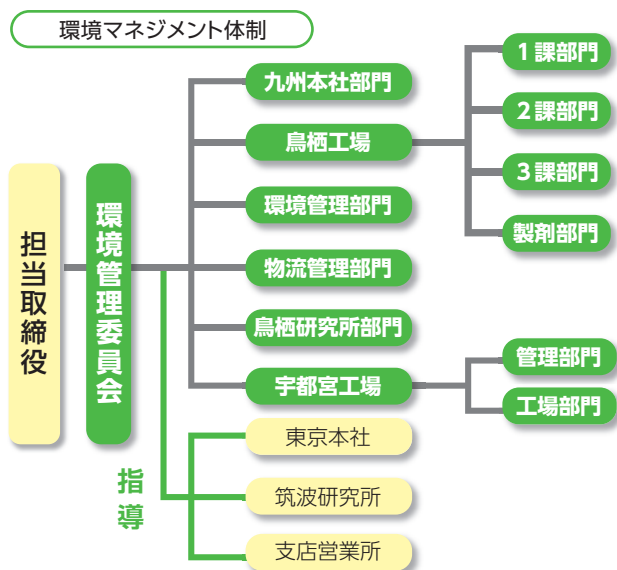 環境マネジメント体制
担当取締役
環境管理委員会
指導
九州本社部門
鳥栖工場
環境管理部門
物流管理部門
鳥栖研究所部門
宇都宮工場
東京本社
筑波研究所
支店営業所
1課部門
2課部門
3課部門
製剤部門
管理部門
工場部門